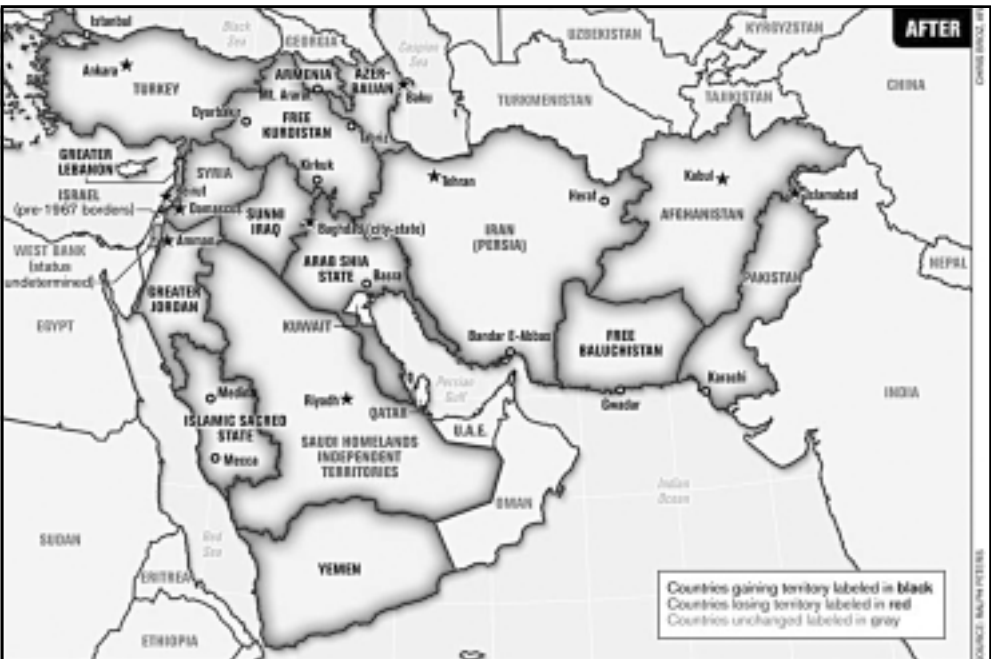 AFTER
Istanbul
Black
Sea
GEORGIA
Caspian
Sea
UZBEKISTAN
KYRGYZSTAN
CHINA
Ankara
TURKEY
ARMENIA
AZER-
BAIJAN
Baku
TURKMENISTAN
TAJIKISTAN
FREE
KURDISTAN
GREATER
LEBANON
SYRIA
Kirkuk
Tehran
Herat
Kabul
Islamabad
AFGHANISTAN
ISRAEL
(pre-1967 borders)
Damascus
SUNNI
IRAQ
Baghdad (city-state)
IRAN
(PERSIA)
WEST BANK
(status
undetermined)
Amman
ARAB SHIA
STATE
Basra
PAKISTAN
NEPAL
GREATER
JORDAN
EGYPT
KUWAIT
Bandar E-Abbas
FREE
BALUCHISTAN
Karachi
Gwadar
INDIA
Persian
Gulf
Medina
ISLAMIC SACRED
STATE
Mecca
Riyadh
QATAR
U.A.E.
SAUDI HOMELANDS
INDEPENDENT
TERRITORIES
OMAN
Indian
Ocean
SUDAN
Red
Sea
YEMEN
ERITREA
ETHIOPIA
Countries gaining territory labeled in black
Countries losing territory labeled in red
Countries unchanged labeled in gray
SOURCE: RALPH PETERS